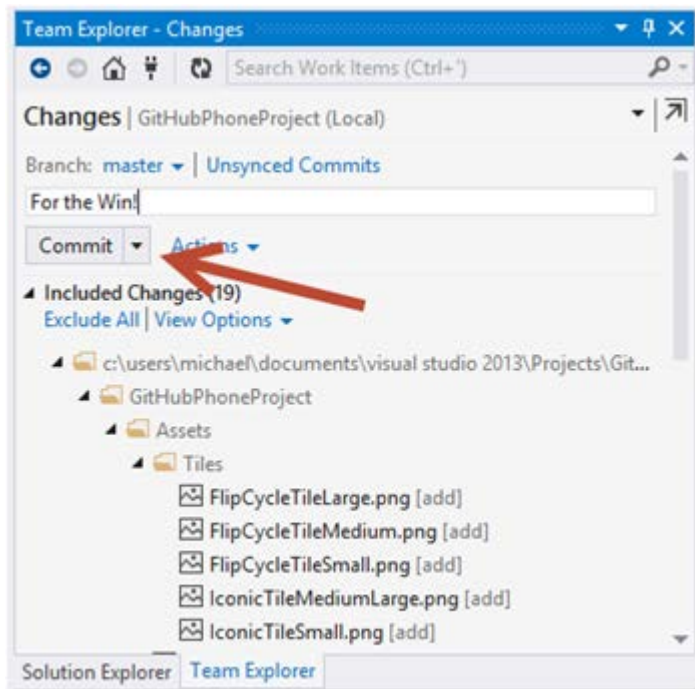 Team Explorer - Changes
Search Work Items (Ctrl+')
Changes | GitHubPhoneProject (Local)
Branch: master | Unsynced Commits
For the Win!
Commit Actions
Included Changes (19)
Exclude All | View Options
c:\users\michael\documents\visual studio 2013\Projects\Git...
GitHubPhoneProject
Assets
Tiles
FlipCycleTileLarge.png [add]
FlipCycleTileMedium.png [add]
FlipCycleTileSmall.png [add]
IconicTileMediumLarge.png [add]
IconicTileSmall.png [add]
Solution Explorer Team Explorer